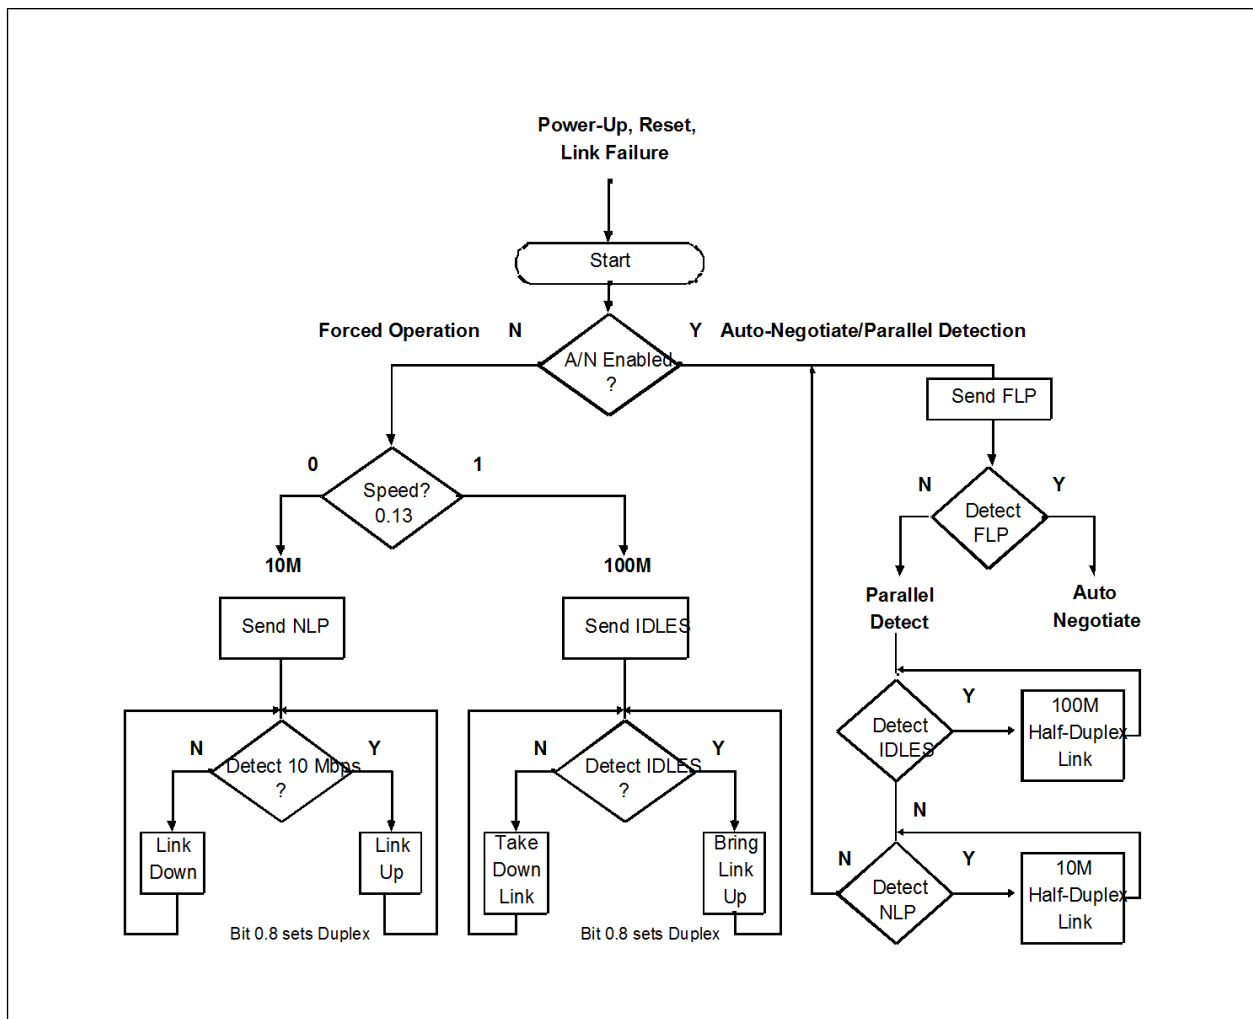 Power-Up, Reset,
Link Failure
Start
Forced Operation N
Y Auto-Negotiate/Parallel Detection
A/N Enabled
?
Send FLP
0
1
Speed?
0.13
N
Y
Detect
FLP
10M
100M
Parallel
Detect
Auto
Negotiate
Send NLP
Send IDLES
N
Y
Detect 10 Mbps
?
Link
Down
Link
Up
Bit 0.8 sets Duplex
N
Y
Detect IDLES
?
Take
Down
Link
Bring
Link
Up
Bit 0.8 sets Duplex
Y
Detect
IDLES
100M
Half-Duplex
Link
N
N
Y
Detect
NLP
10M
Half-Duplex
Link